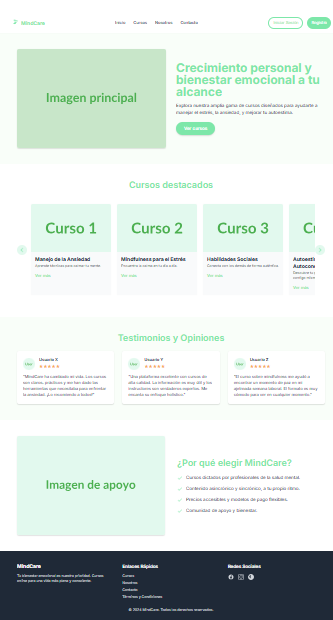 MindCare
Inicio Cursos Nosotros Contacto
Iniciar Sesión Registro
Imagen principal
Crecimiento personal y
bienestar emocional a tu
alcance
Explora nuestra amplia gama de cursos diseñados para ayudarte a
manejar el estrés, la ansiedad, y mejorar tu autoestima.
Ver cursos
Cursos destacados
Curso 1
Curso 2
Curso 3
C
Manejo de la Ansiedad
Aprende técnicas para calmar tu mente.
Ver más
Mindfulness para el Estrés
Encuentra la calma en tu día a día.
Ver más
Habilidades Sociales
Conecta con los demás de forma auténtica.
Ver más
Ver más
Testimonios y Opiniones
Usuario X
"MindCare ha cambiado mi vida. Los cursos
son claros, prácticos y me han dado las
herramientas que necesitaba para enfrentar
la ansiedad. ¡Lo recomiendo a todos!"
Usuario Y
"Una plataforma excelente con cursos de
alta calidad. La información es muy útil y los
instructores son verdaderos expertos. Me
encanta su enfoque holístico."
Usuario Z
"El curso sobre mindfulness me ayudó a
encontrar un momento de paz en mi
ajetreada semana laboral. El formato es muy
cómodo para ver en cualquier momento."
Imagen de apoyo
¿Por qué elegir MindCare?
Cursos dictados por profesionales de la salud mental.
Contenido asincrónico y sincrónico, a tu propio ritmo.
Precios accesibles y modelos de pago flexibles.
Comunidad de apoyo y bienestar.
MindCare
Tu bienestar emocional es nuestra prioridad. Cursos
online para una vida más plena y consciente.
Enlaces Rápidos
Cursos
Nosotros
Contacto
Términos y Condiciones
Redes Sociales
© 2024 MindCare. Todos los derechos reservados.